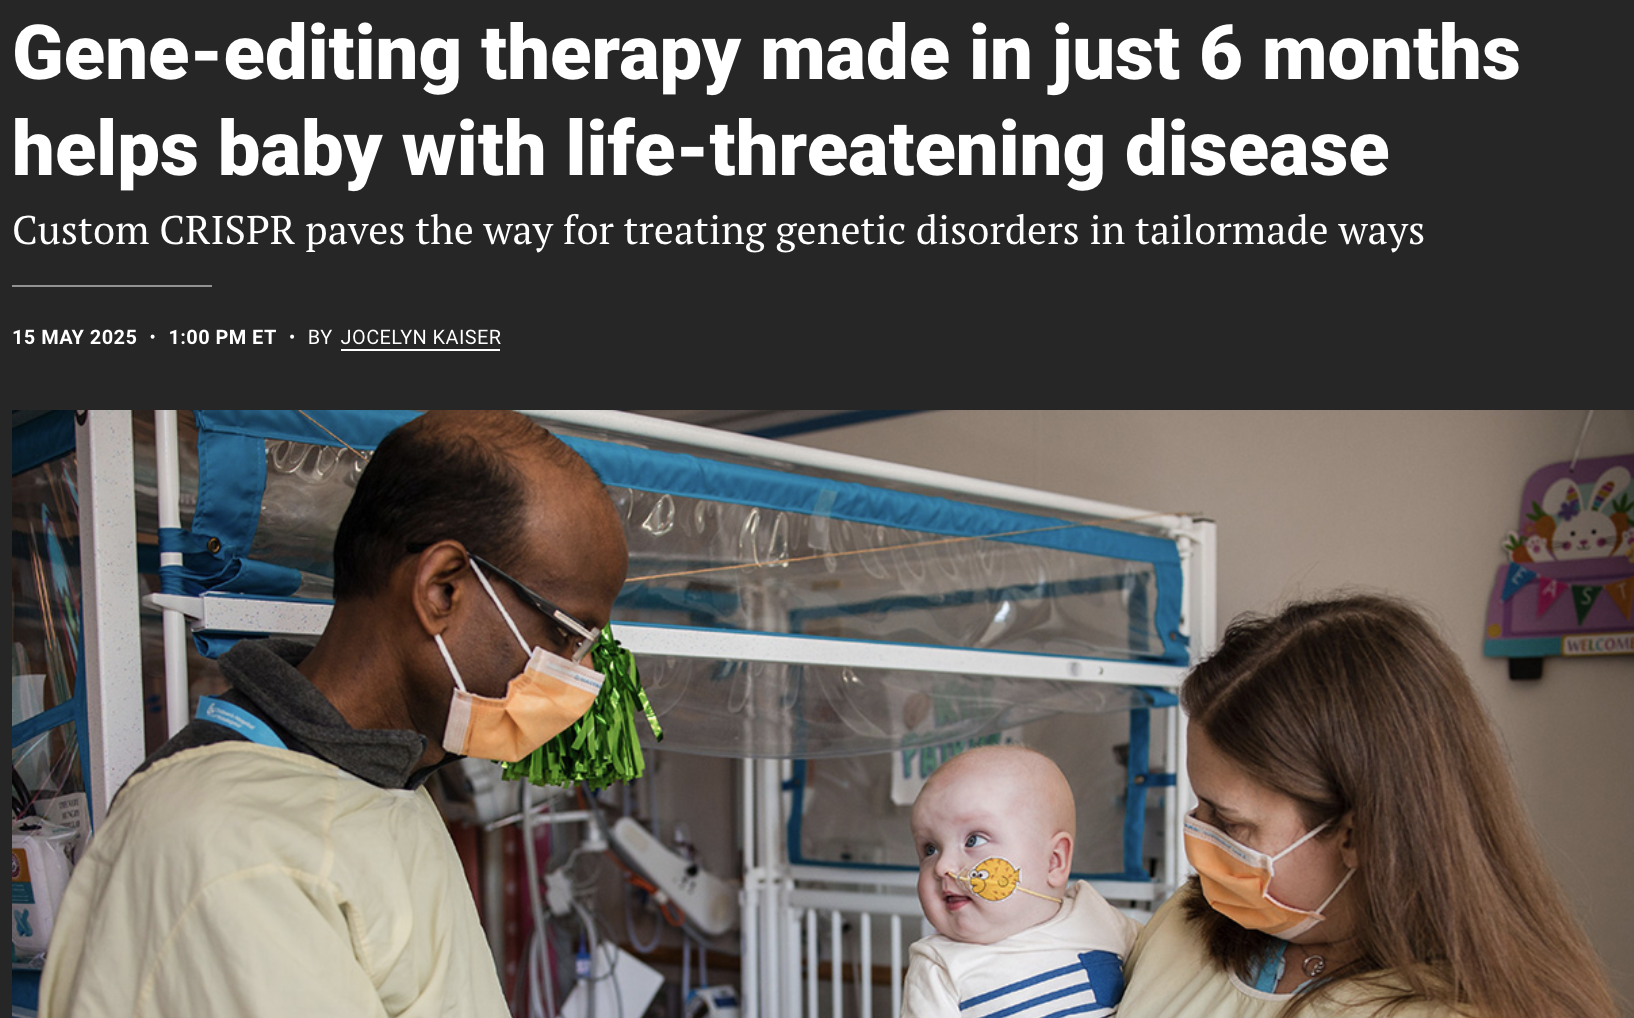 Gene-editing therapy made in just 6 months
helps baby with life-threatening disease
Custom CRISPR paves the way for treating genetic disorders in tailormade ways
15 MAY 2025 • 1:00 PM ET • BY JOCELYN KAISER
WELCOME